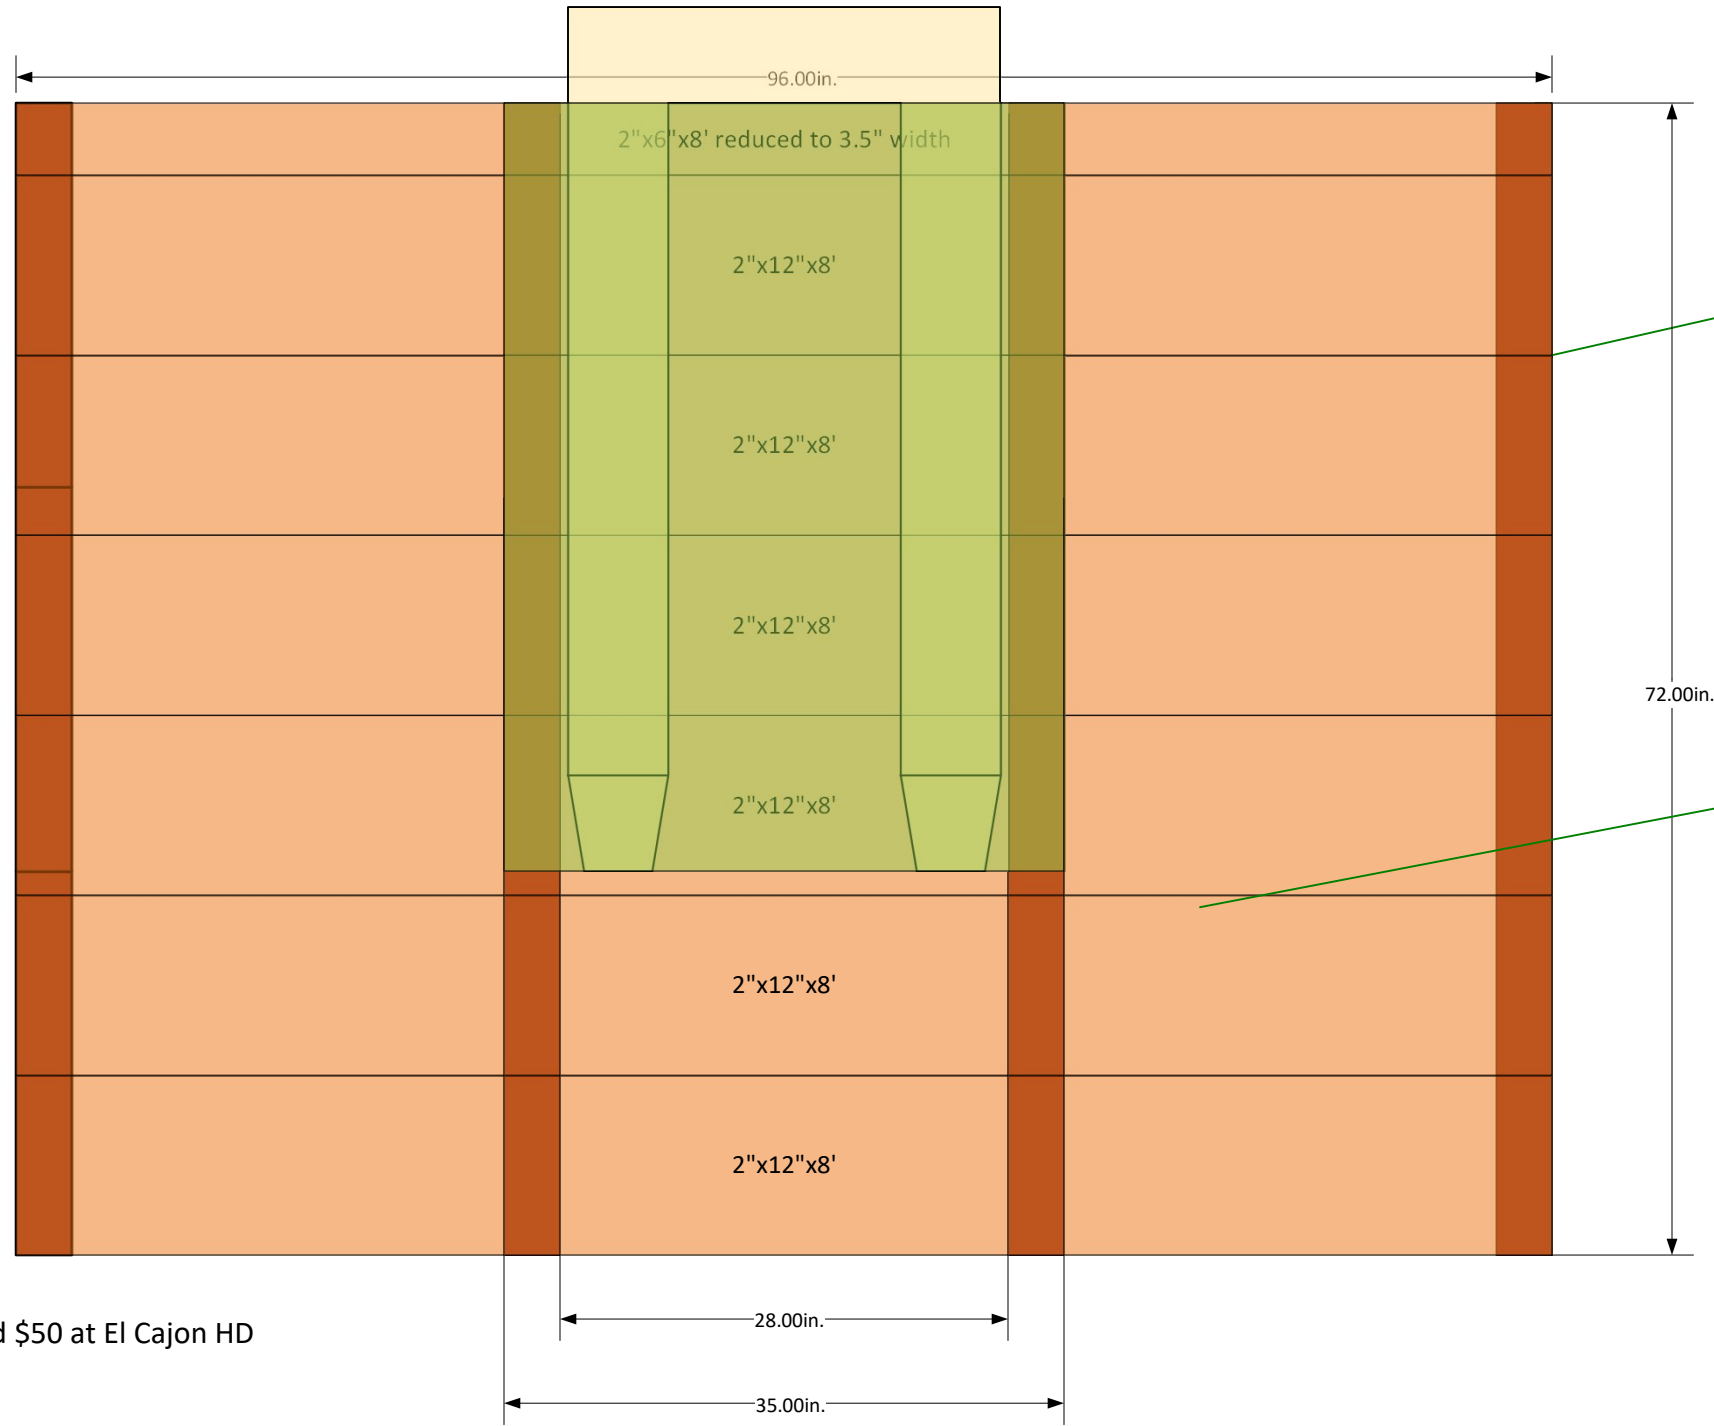 96.00in.
2"x6"x8' reduced to 3.5" width
2"x12"x8'
2"x12"x8'
2"x12"x8'
72.00in.
2"x12"x8'
2"x12"x8'
2"x12"x8'
28.00in.
$50 at El Cajon HD
35.00in.